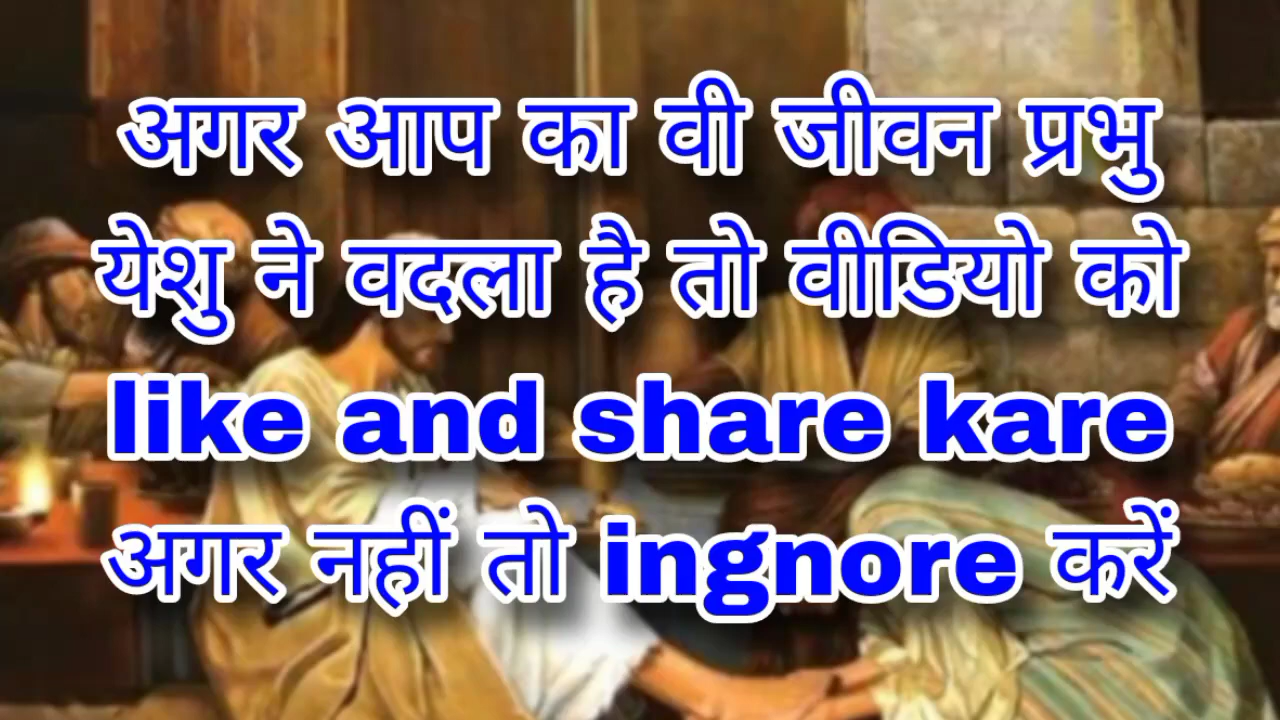 अगर आप का वी जीवन प्रभु
येशु ने वदला है तो वीडियो को
like and share kare
अगर नहीं तो ingnore करें